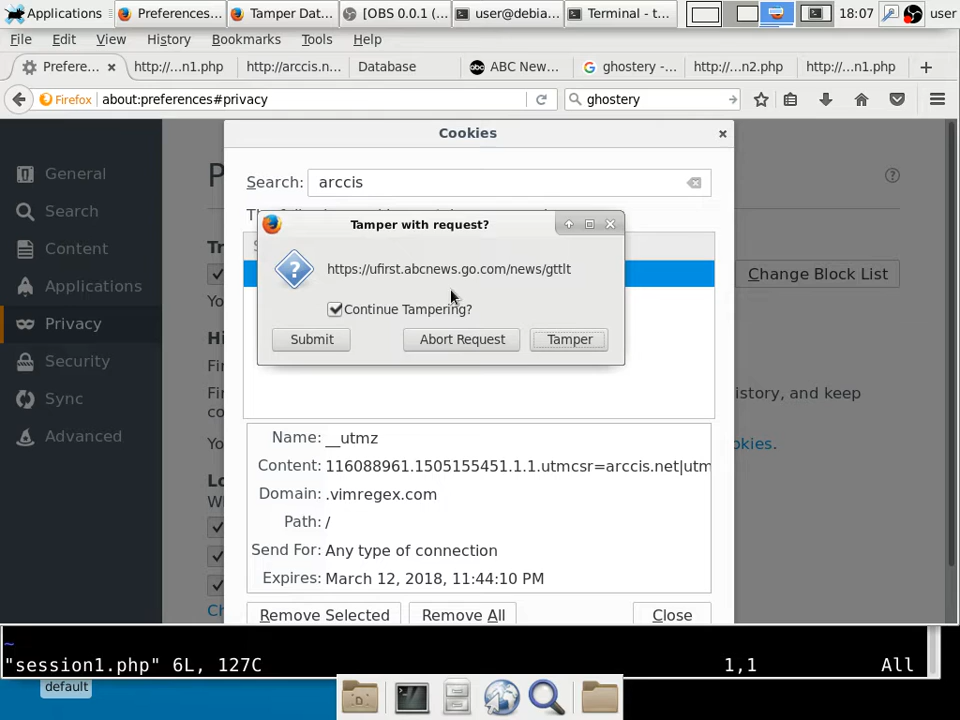 Applications
Preferences...
Tamper Dat...
[OBS 0.0.1 (...
user@debia...
Terminal - t...
18:07
user
File Edit View History Bookmarks Tools Help
Prefere...
http://...n1.php
http://arccis.n...
Database
ABC New...
ghostery -...
http://...n2.php
http://...n1.php
Firefox
about:preferences#privacy
ghostery
General
Search
Content
Applications
Privacy
Security
Sync
Advanced
Cookies
Search: arccis
Tamper with request?
https://ufirst.abcnews.go.com/news/gttlt
Continue Tampering?
Submit
Abort Request
Tamper
Change Block List
istory, and keep
okies.
Name: __utmz
Content: 116088961.1505155451.1.1.utmcsr=arccis.net|utm
Domain: .vimregex.com
Path: /
Send For: Any type of connection
Expires: March 12, 2018, 11:44:10 PM
Remove Selected
Remove All
Close
~
"session1.php" 6L, 127C 1,1 All
default